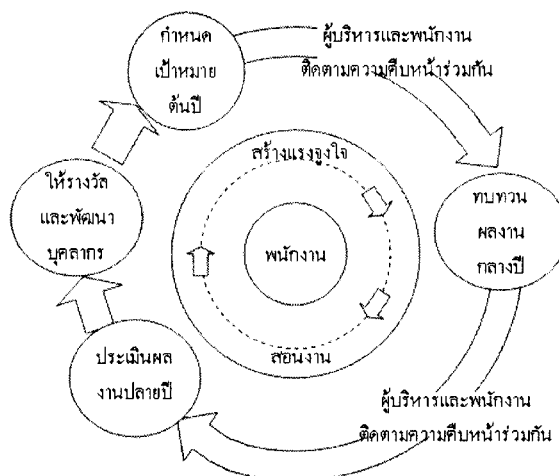 กำหนด
เป้าหมาย
ต้นปี
ผู้บริหารและพนักงาน
ติดตามความคืบหน้าร่วมกัน
ทบทวน
ผลงาน
กลางปี
ผู้บริหารและพนักงาน
ติดตามความคืบหน้าร่วมกัน
ประเมินผล
งานปลายปี
ให้รางวัล
และพัฒนา
บุคลากร
สร้างแรงจูงใจ
พนักงาน
สอนงาน